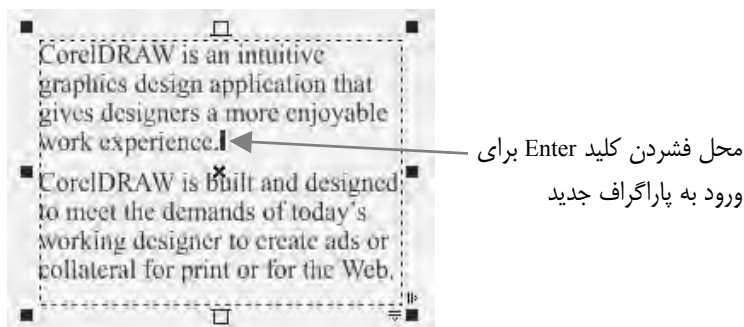 CorelDRAW is an intuitive
graphics design application that
gives designers a more enjoyable
work experience.
CorelDRAW is built and designed
to meet the demands of today's
working designer to create ads or
collateral for print or for the Web.
محل فشردن کلید Enter برای
ورود به پاراگراف جدید